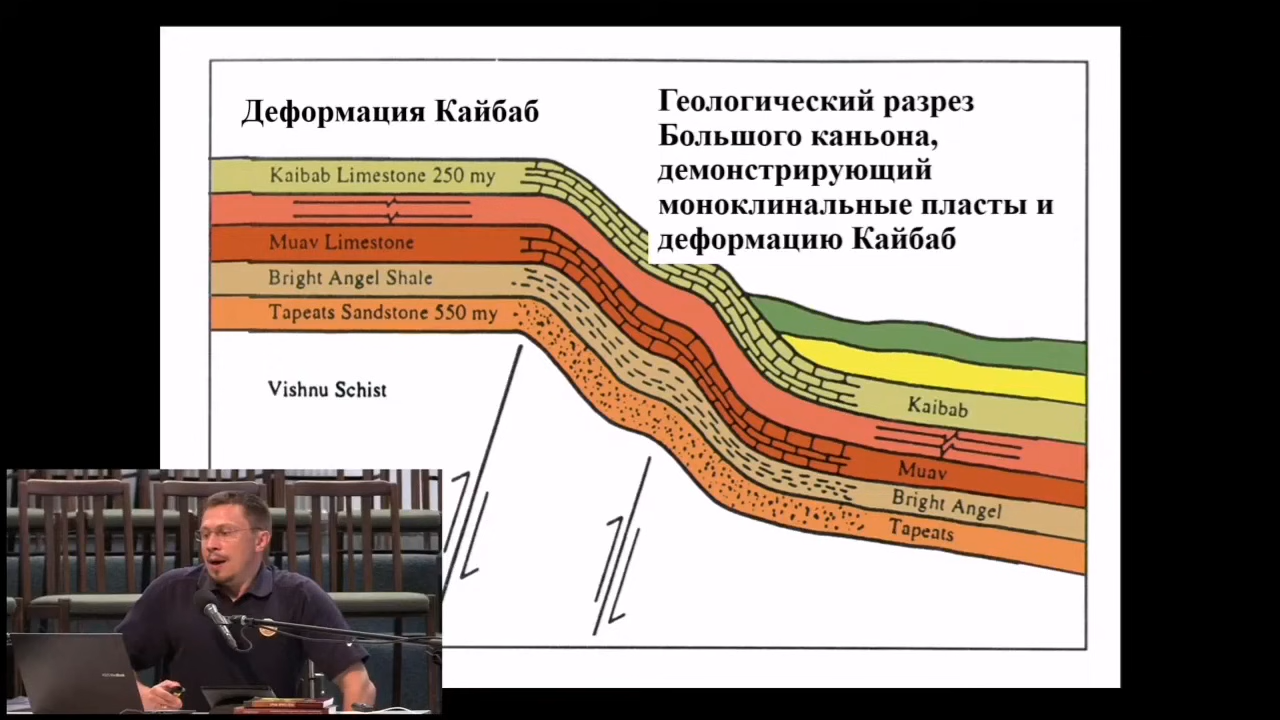 Деформация Кайбаб
Геологический разрез
Большого каньона,
демонстрирующий
моноклинальные пласты и
деформацию Кайбаб
Kaibab Limestone 250 my
Muav Limestone
Bright Angel Shale
Tapeats Sandstone 550 my
Vishnu Schist
Kaibab
Muav
Bright Angel
Tapeats